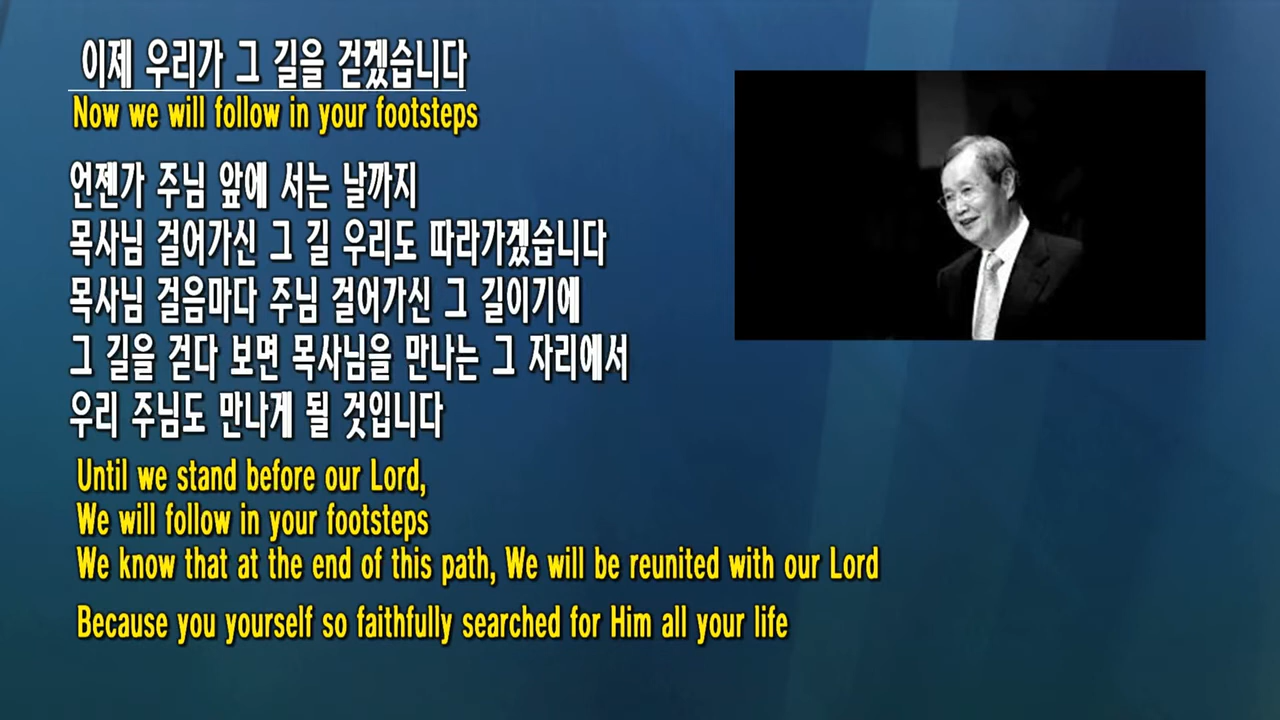 이제 우리가 그 길을 걷겠습니다
Now we will follow in your footsteps
언젠가 주님 앞에 서는 날까지
목사님 걸어가신 그 길 우리도 따라가겠습니다
목사님 걸음마다 주님 걸어가신 그 길이기에
그 길을 걷다 보면 목사님을 만나는 그 자리에서
우리 주님도 만나게 될 것입니다
Until we stand before our Lord,
We will follow in your footsteps
We know that at the end of this path, We will be reunited with our Lord
Because you yourself so faithfully searched for Him all your life